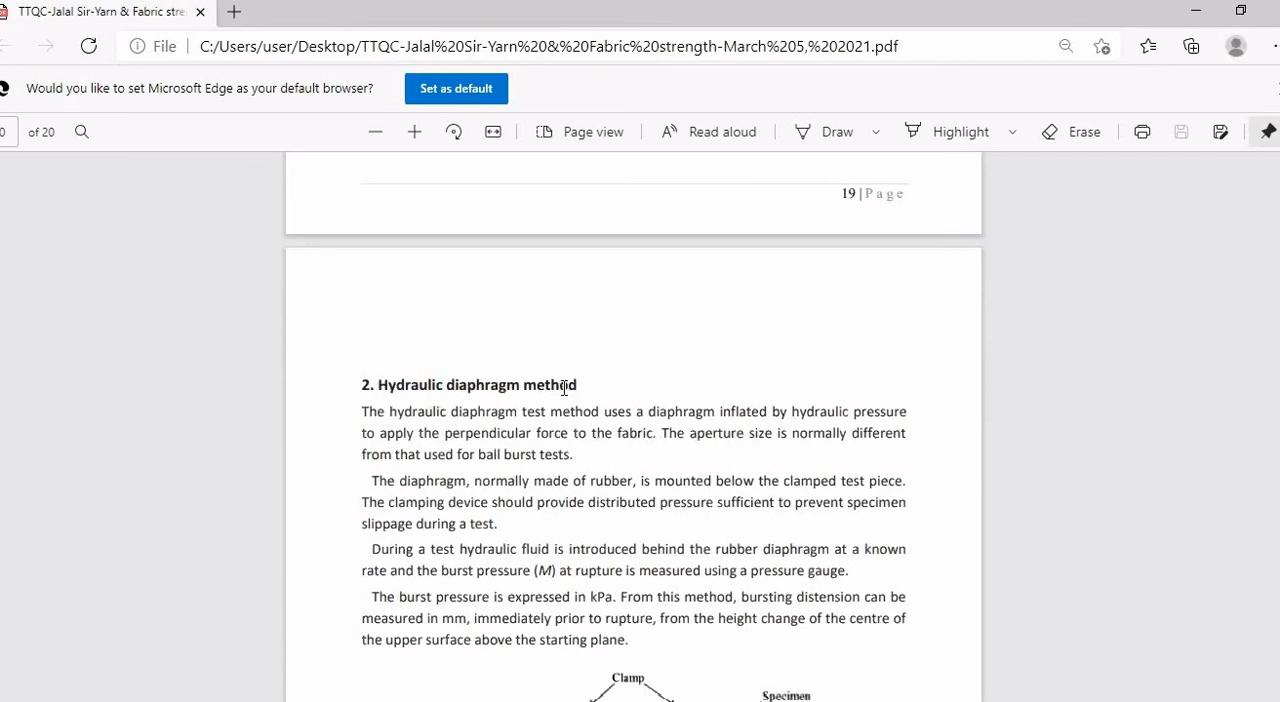 TTQC-Jalal Sir-Yarn & Fabric stre
File
C:/Users/user/Desktop/TTQC-Jalal%20Sir-Yarn%20&%20Fabric%20strength-March%205,%202021.pdf
Would you like to set Microsoft Edge as your default browser?
Set as default
0 of 20
Page view
Read aloud
Draw
Highlight
Erase
19 | P a g e
2. Hydraulic diaphragm method
The hydraulic diaphragm test method uses a diaphragm inflated by hydraulic pressure
to apply the perpendicular force to the fabric. The aperture size is normally different
from that used for ball burst tests.
The diaphragm, normally made of rubber, is mounted below the clamped test piece.
The clamping device should provide distributed pressure sufficient to prevent specimen
slippage during a test.
During a test hydraulic fluid is introduced behind the rubber diaphragm at a known
rate and the burst pressure (M) at rupture is measured using a pressure gauge.
The burst pressure is expressed in kPa. From this method, bursting distension can be
measured in mm, immediately prior to rupture, from the height change of the centre of
the upper surface above the starting plane.
Clamp
Specimen